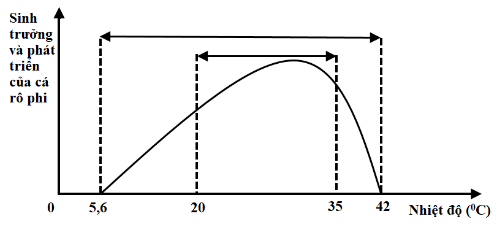 Sinh
trưởng
và phát
triển
của cá
rô phi
0
5,6
20
35
42
Nhiệt độ (⁰C)